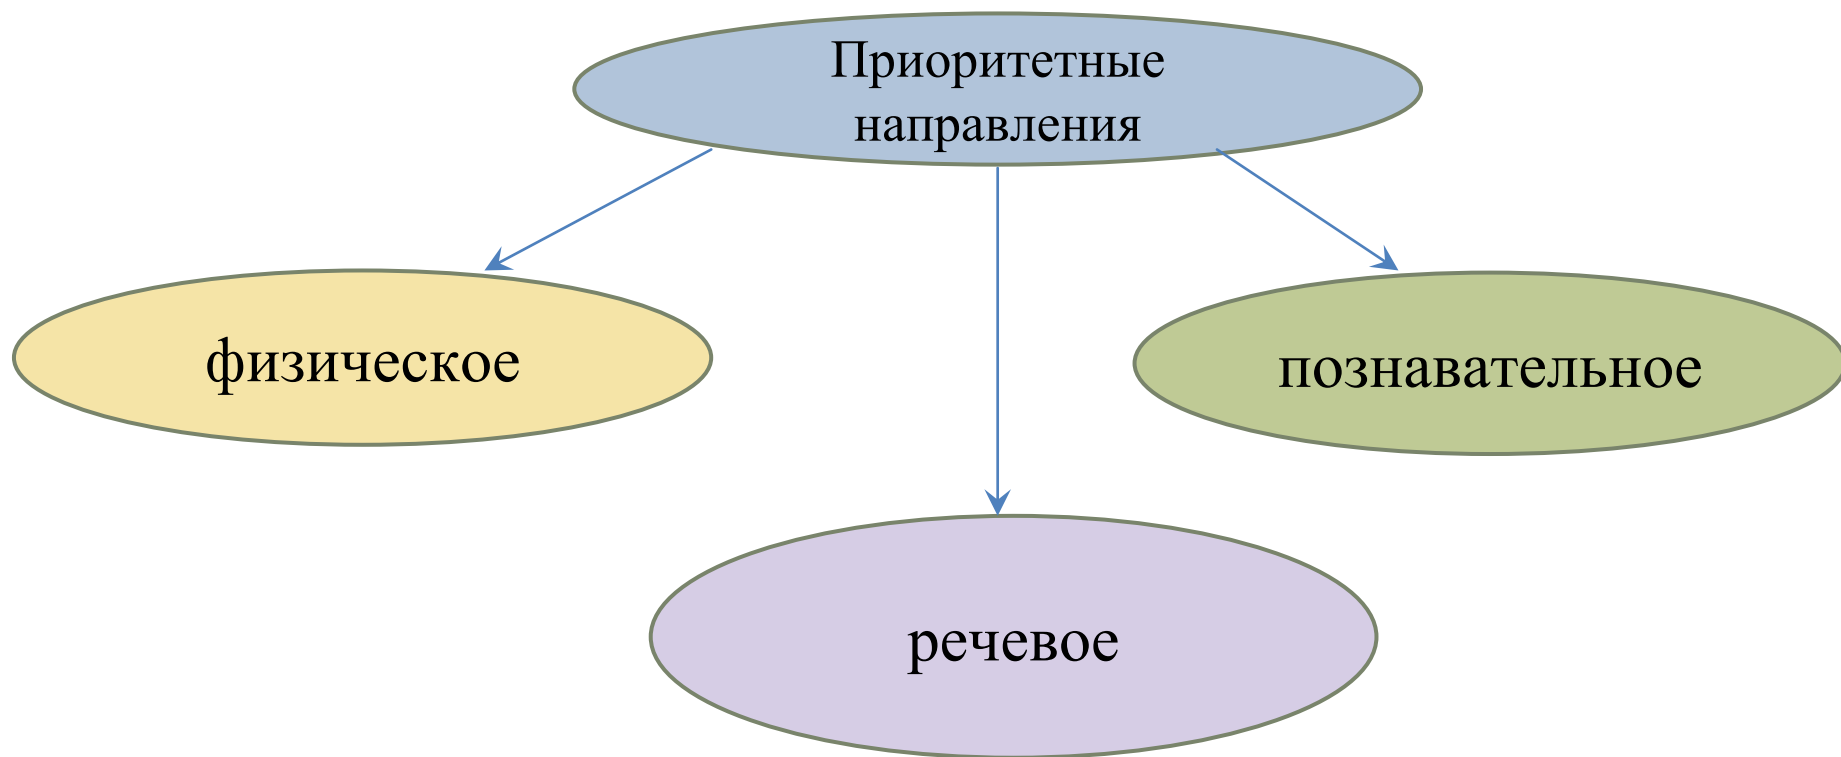 Приоритетные
направления
физическое
познавательное
речевое